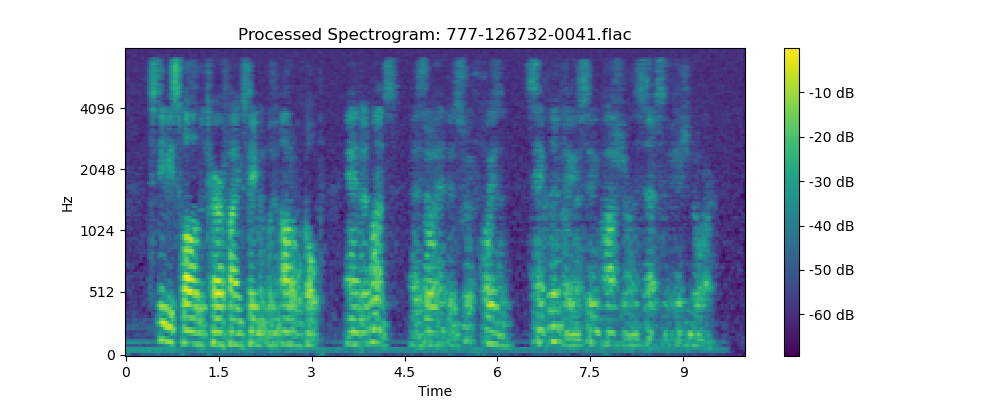 Processed Spectrogram: 777-126732-0041.flac
4096
2048
1024
512
0
Hz
0 1.5 3 4.5 6 7.5 9
Time
-10 dB
-20 dB
-30 dB
-40 dB
-50 dB
-60 dB